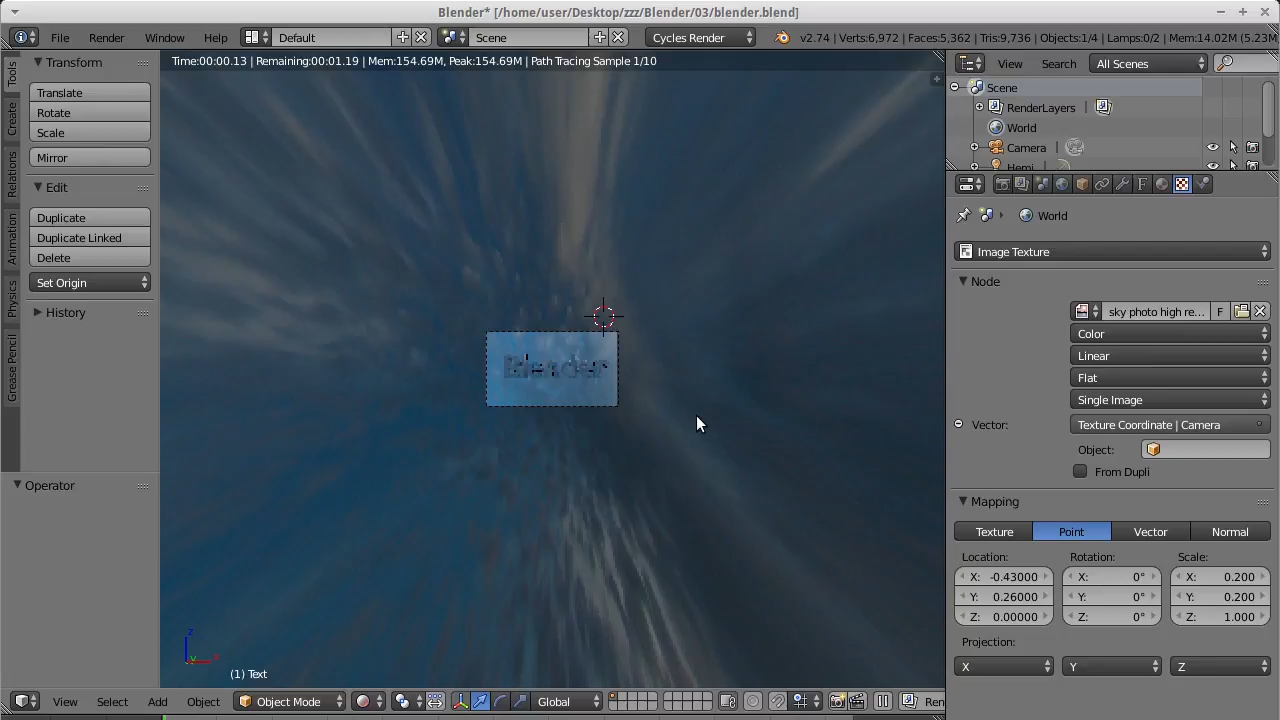 Blender* [/home/user/Desktop/zzz/Blender/03/blender.blend]
File Render Window Help Default Scene Cycles Render v2.74 | Verts:6,972 | Faces:5,362 | Tris:9,736 | Objects:1/4 | Lamps:0/2 | Mem:14.02M (5.23M
Time:00:00.13 | Remaining:00:01.19 | Mem:154.69M, Peak:154.69M | Path Tracing Sample 1/10
Tools
Create
Relations
Animation
Physics
Grease Pencil
Transform
Translate
Rotate
Scale
Mirror
Edit
Duplicate
Duplicate Linked
Delete
Set Origin
History
Operator
Blender
(1) Text
z
y
x
View Select Add Object Object Mode Global Ren
View Search All Scenes
Scene
RenderLayers
World
Camera
Hemi
World
Image Texture
Node
sky photo high re... F
Color
Linear
Flat
Single Image
Vector: Texture Coordinate | Camera
Object:
From Dupli
Mapping
Texture Point Vector Normal
Location: Rotation: Scale:
X: -0.43000 X: 0° X: 0.200
Y: 0.26000 Y: 0° Y: 0.200
Z: 0.00000 Z: 0° Z: 1.000
Projection:
X Y Z